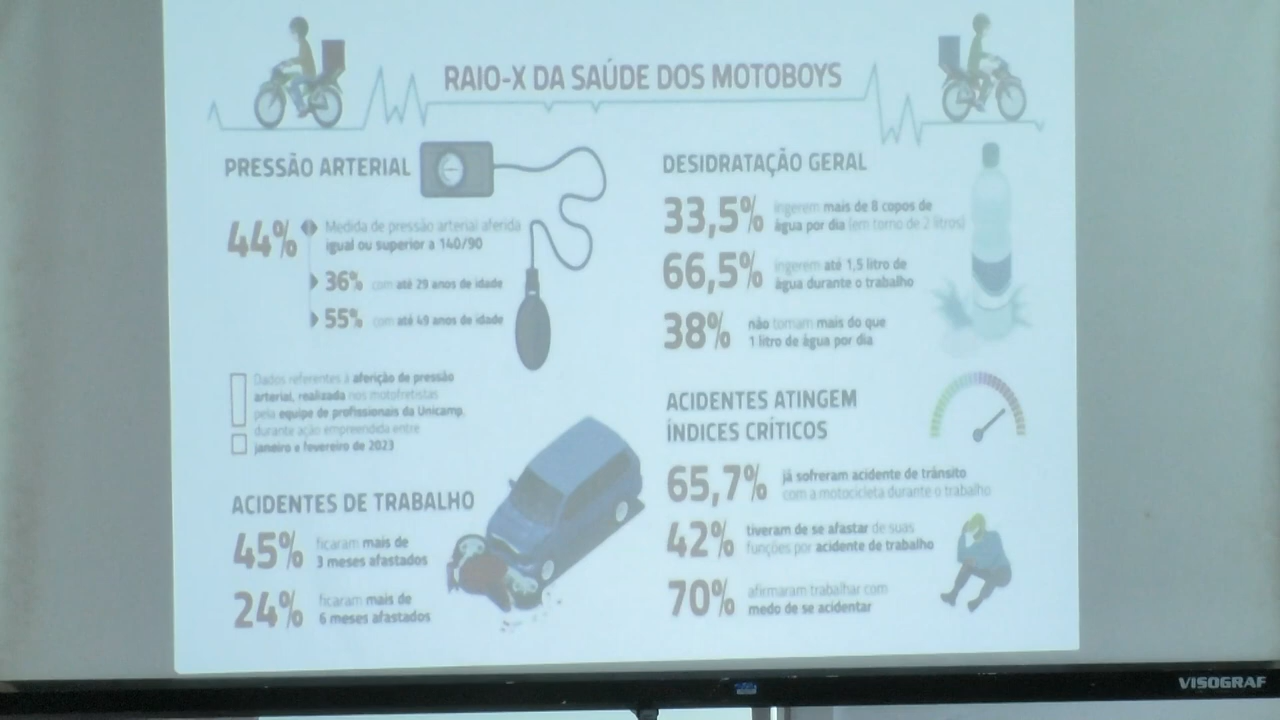 RAIO-X DA SAÚDE DOS MOTOBOYS
PRESSÃO ARTERIAL
44%
Medida de pressão arterial aferida
igual ou superior a 140/90
36% com até 29 anos de idade
55% com até 49 anos de idade
Dados referentes à aferição de pressão
arterial, realizada nos motofretistas
pela equipe de profissionais da Unicamp,
durante ação empreendida entre
janeiro e fevereiro de 2023
ACIDENTES DE TRABALHO
45%
ficaram mais de
3 meses afastados
24%
ficaram mais de
6 meses afastados
DESIDRATAÇÃO GERAL
33,5%
ingerem mais de 8 copos de
água por dia (em torno de 2 litros)
66,5%
ingerem até 1,5 litro de
água durante o trabalho
38%
não tomam mais do que
1 litro de água por dia
ACIDENTES ATINGEM
ÍNDICES CRÍTICOS
65,7%
já sofreram acidente de trânsito
com a motocicleta durante o trabalho
42%
tiveram de se afastar de suas
funções por acidente de trabalho
70%
afirmaram trabalhar com
medo de se acidentar
VISOGRAF